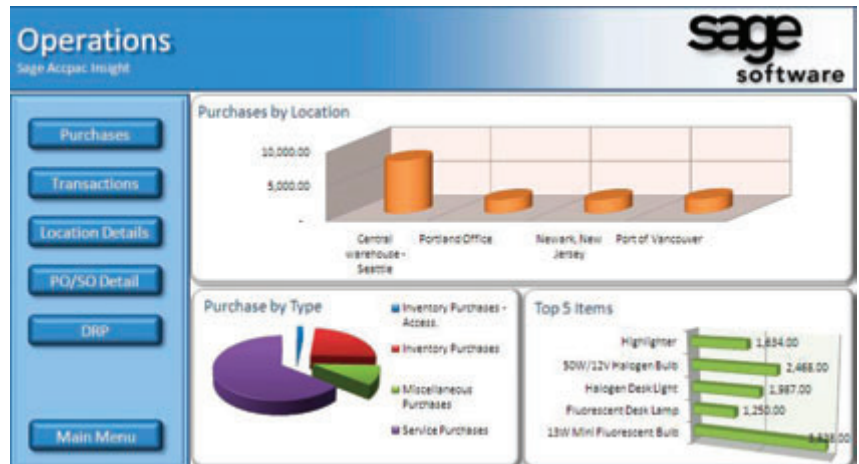 Operations
Sage Accpac Insight
sage
software
Purchases
Transactions
Location Details
PO/SO Detail
DRP
Main Menu
Purchases by Location
10,000.00
5,000.00
-
Central
warehouse -
Seattle
Portland Office
Newark, New
Jersey
Port of Vancouver
Purchase by Type
Inventory Purchases -
Access.
Inventory Purchases
Miscellaneous
Purchases
Service Purchases
Top 5 Items
Highlighter
1,634.00
50W/12V Halogen Bulb
2,468.00
Halogen Desk Light
1,987.00
Fluorescent Desk Lamp
1,250.00
13W Mini Fluorescent Bulb